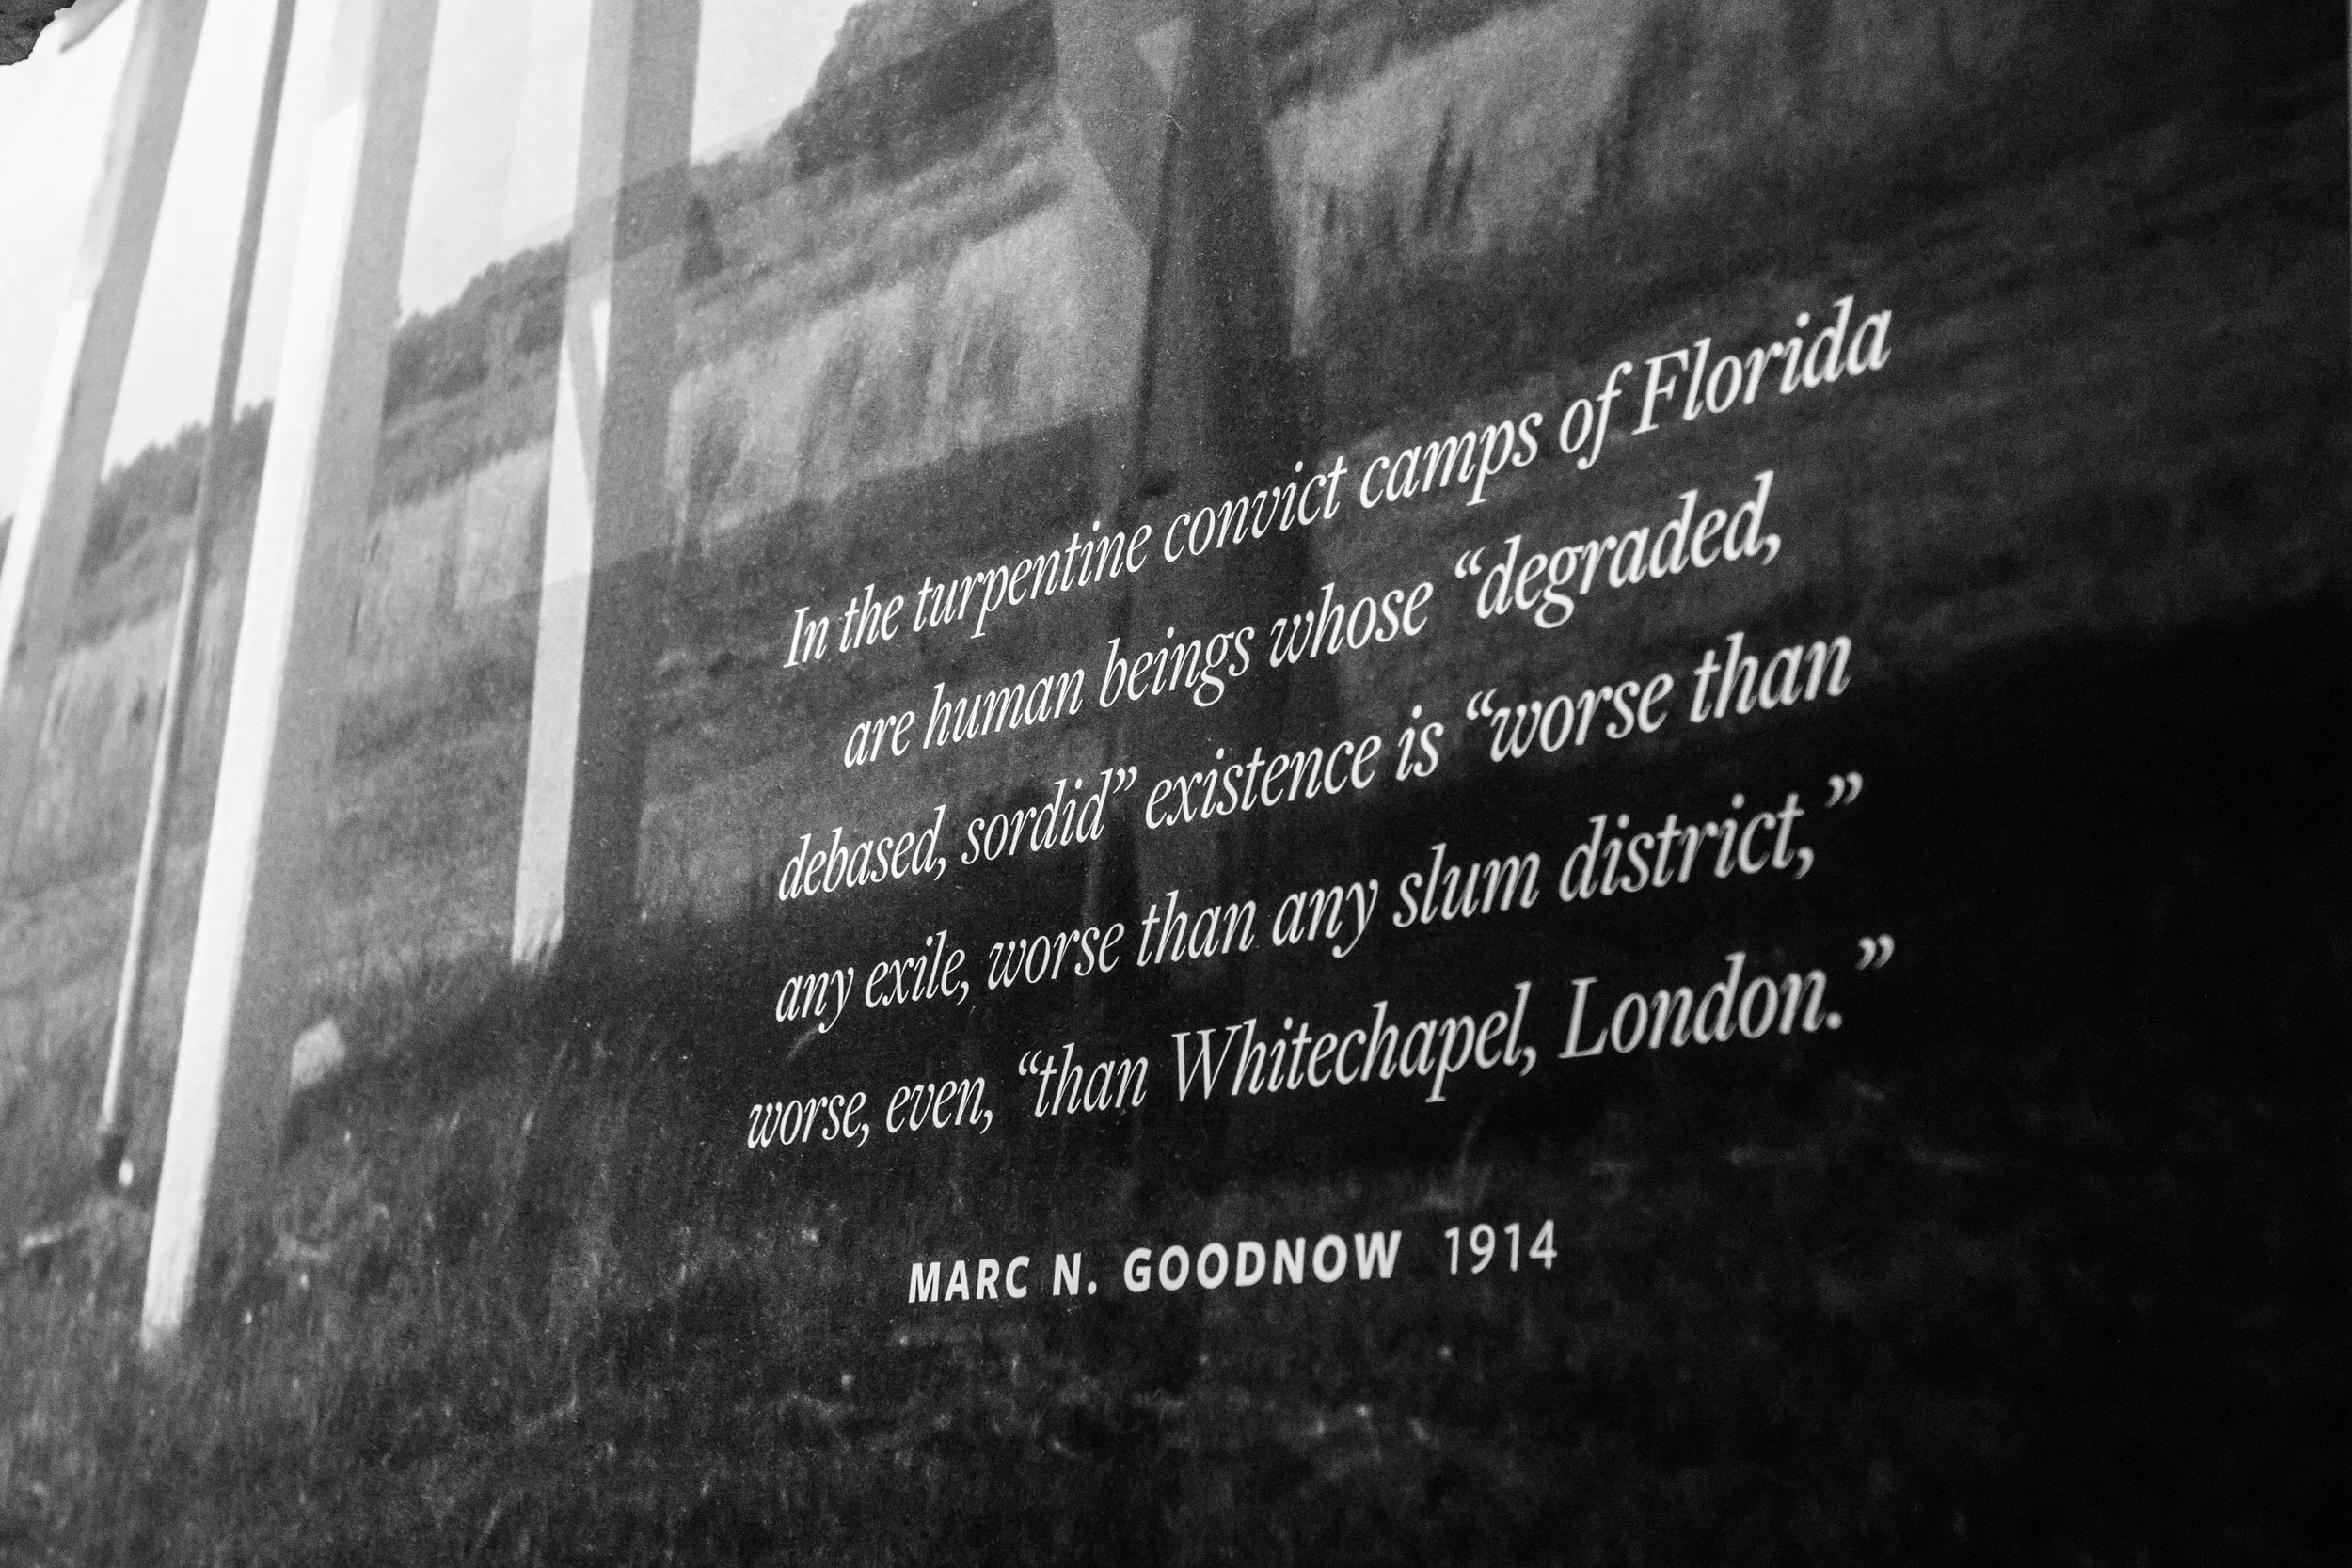 In the turpentine convict camps of Florida
are human beings whose “degraded,
debased, sordid” existence is “worse than
any exile, worse than any slum district,”
worse, even, “than Whitechapel, London.”
MARC N. GOODNOW 1914